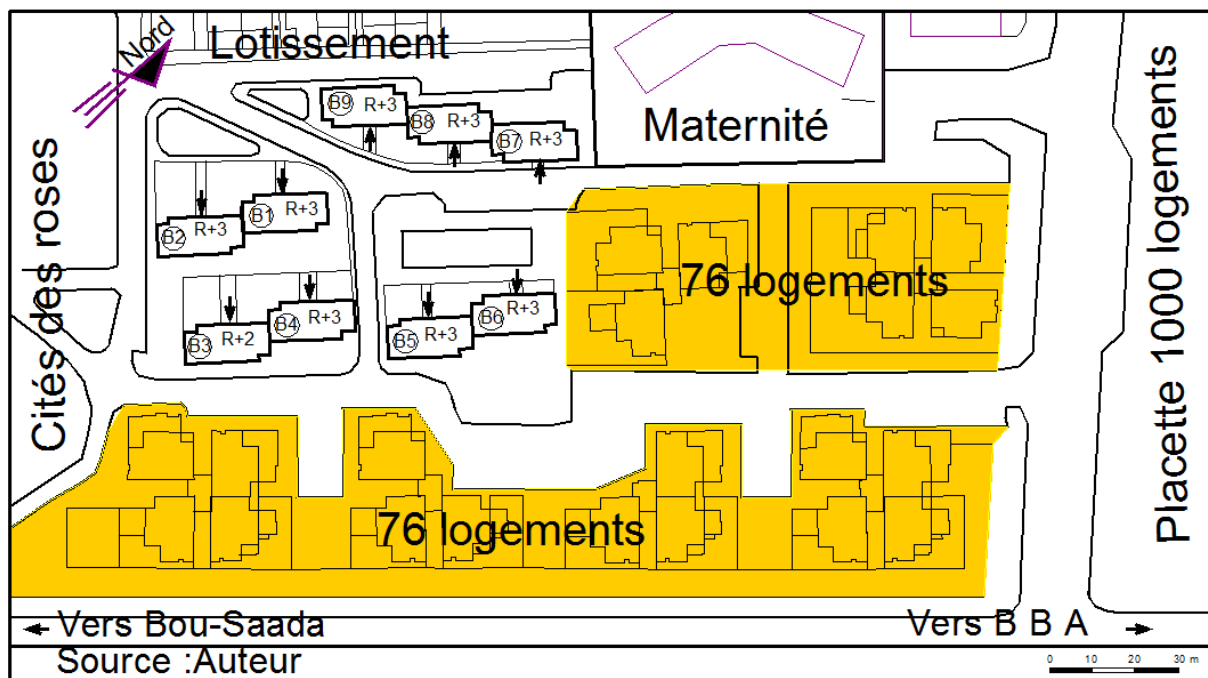 Nord
Lotissement
Maternité
Cités des roses
Placette 1000 logements
B9 R+3
B8 R+3
B7 R+3
B1 R+3
B2 R+3
B3 R+2
B4 R+3
B5 R+3
B6 R+3
76 logements
76 logements
Vers Bou-Saada
Vers B B A
Source :Auteur
0 10 20 30 m